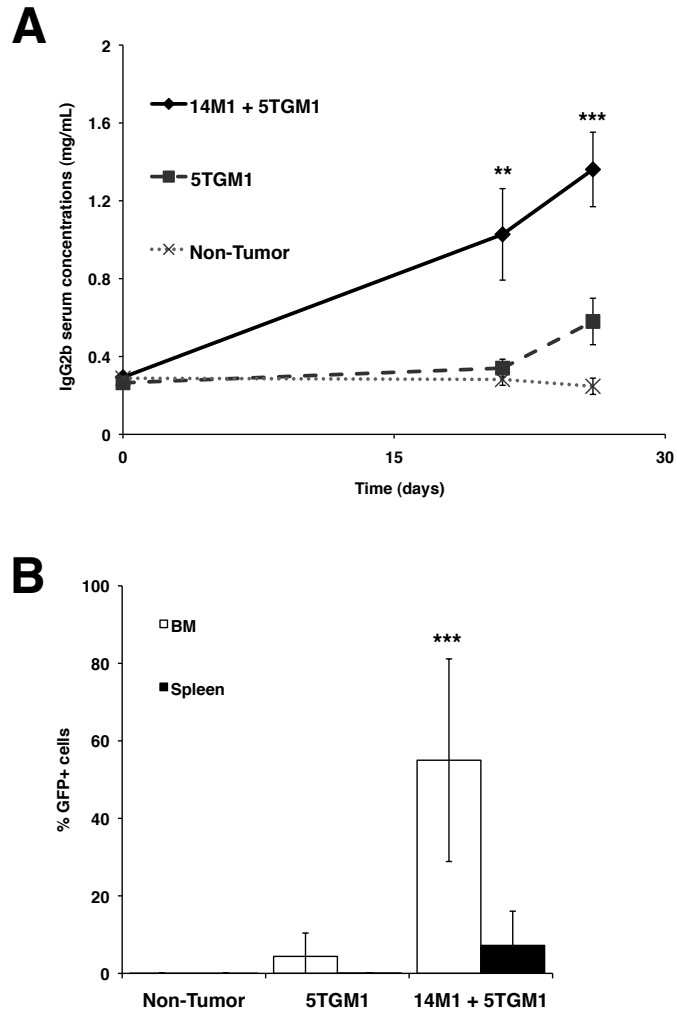 A
2
1.6
1.2
0.8
0.4
0
IgG2b serum concentrations (mg/mL)
14M1 + 5TGM1
5TGM1
Non-Tumor
**
***
0
15
30
Time (days)
B
100
80
60
40
20
0
% GFP+ cells
BM
Spleen
***
Non-Tumor
5TGM1
14M1 + 5TGM1